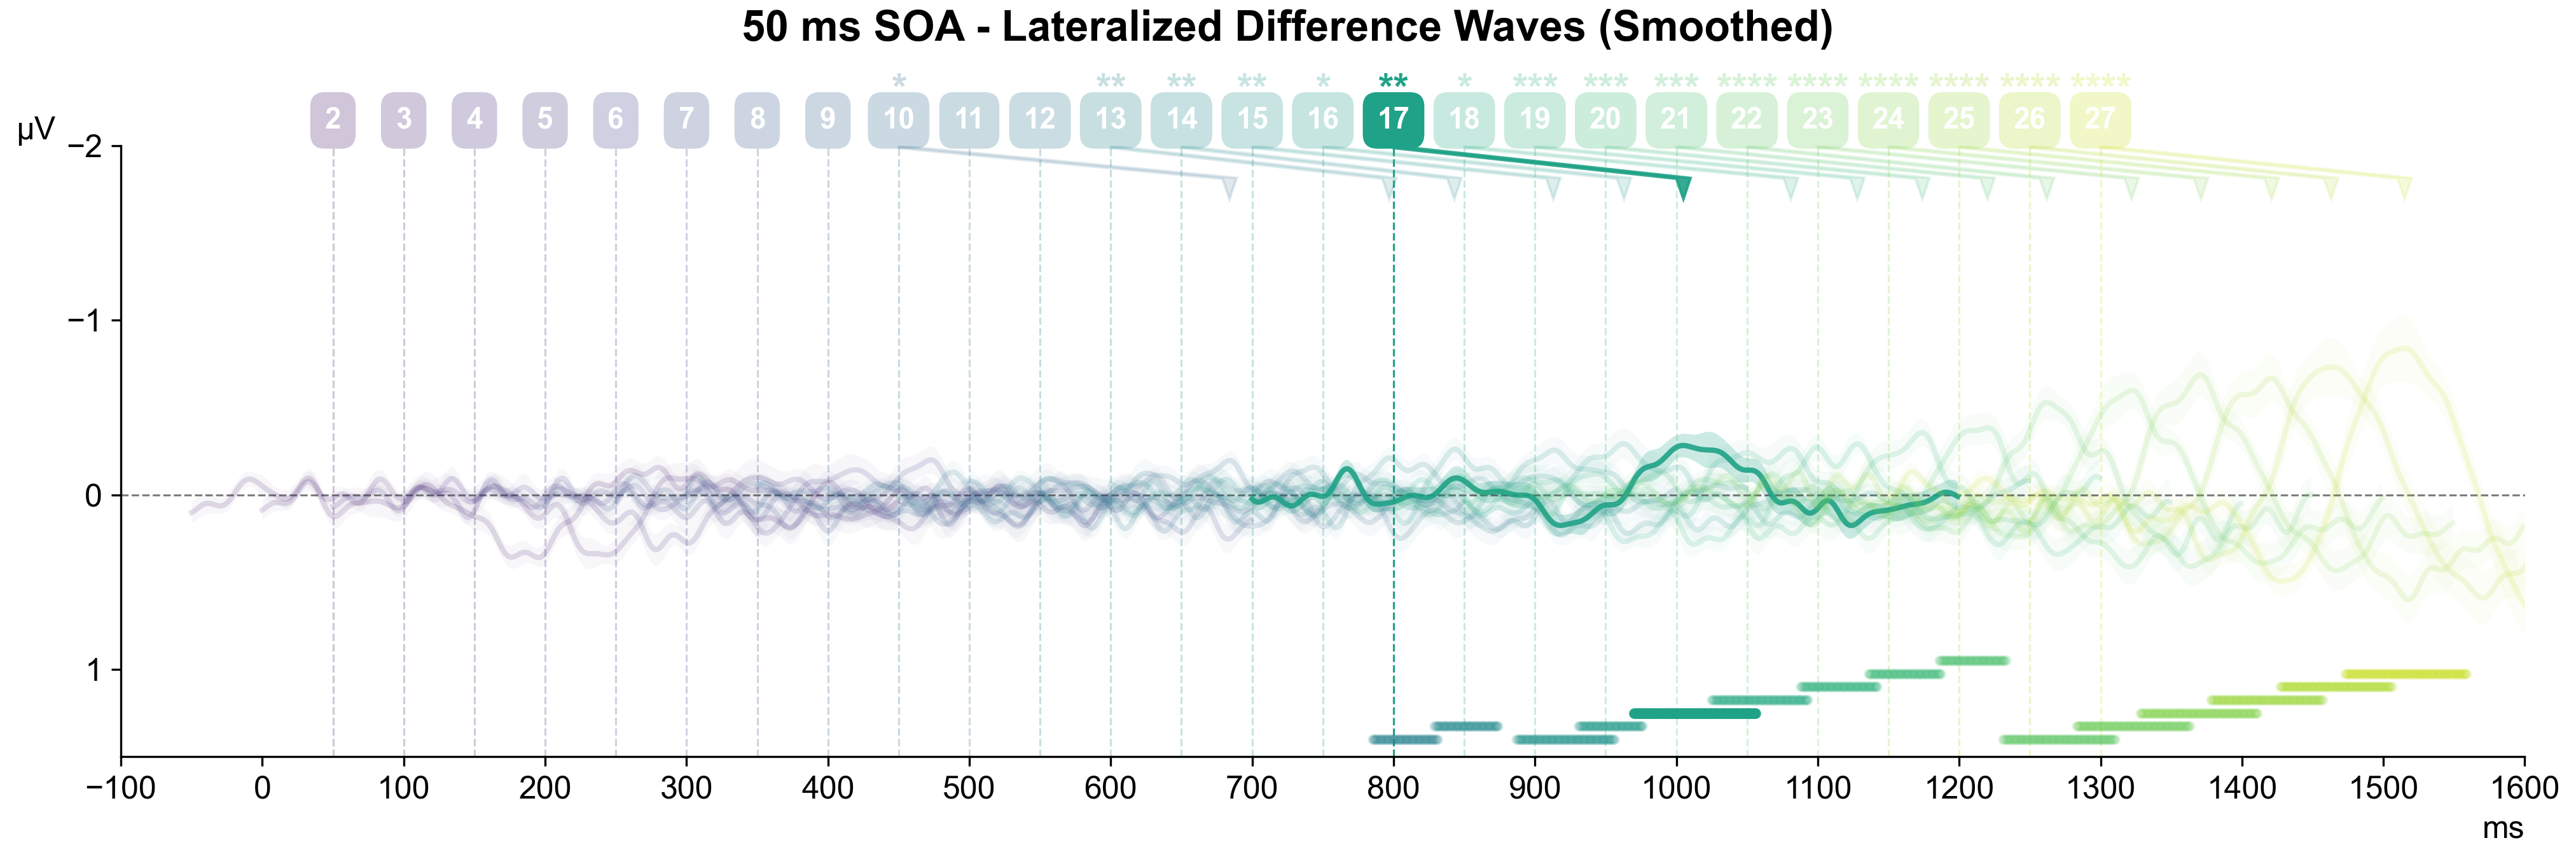 50 ms SOA - Lateralized Difference Waves (Smoothed)
* ** ** ** * ** * *** *** *** **** **** **** **** **** ****
2 3 4 5 6 7 8 9 10 11 12 13 14 15 16 17 18 19 20 21 22 23 24 25 26 27
µV
−2
−1
0
1
−100 0 100 200 300 400 500 600 700 800 900 1000 1100 1200 1300 1400 1500 1600
ms